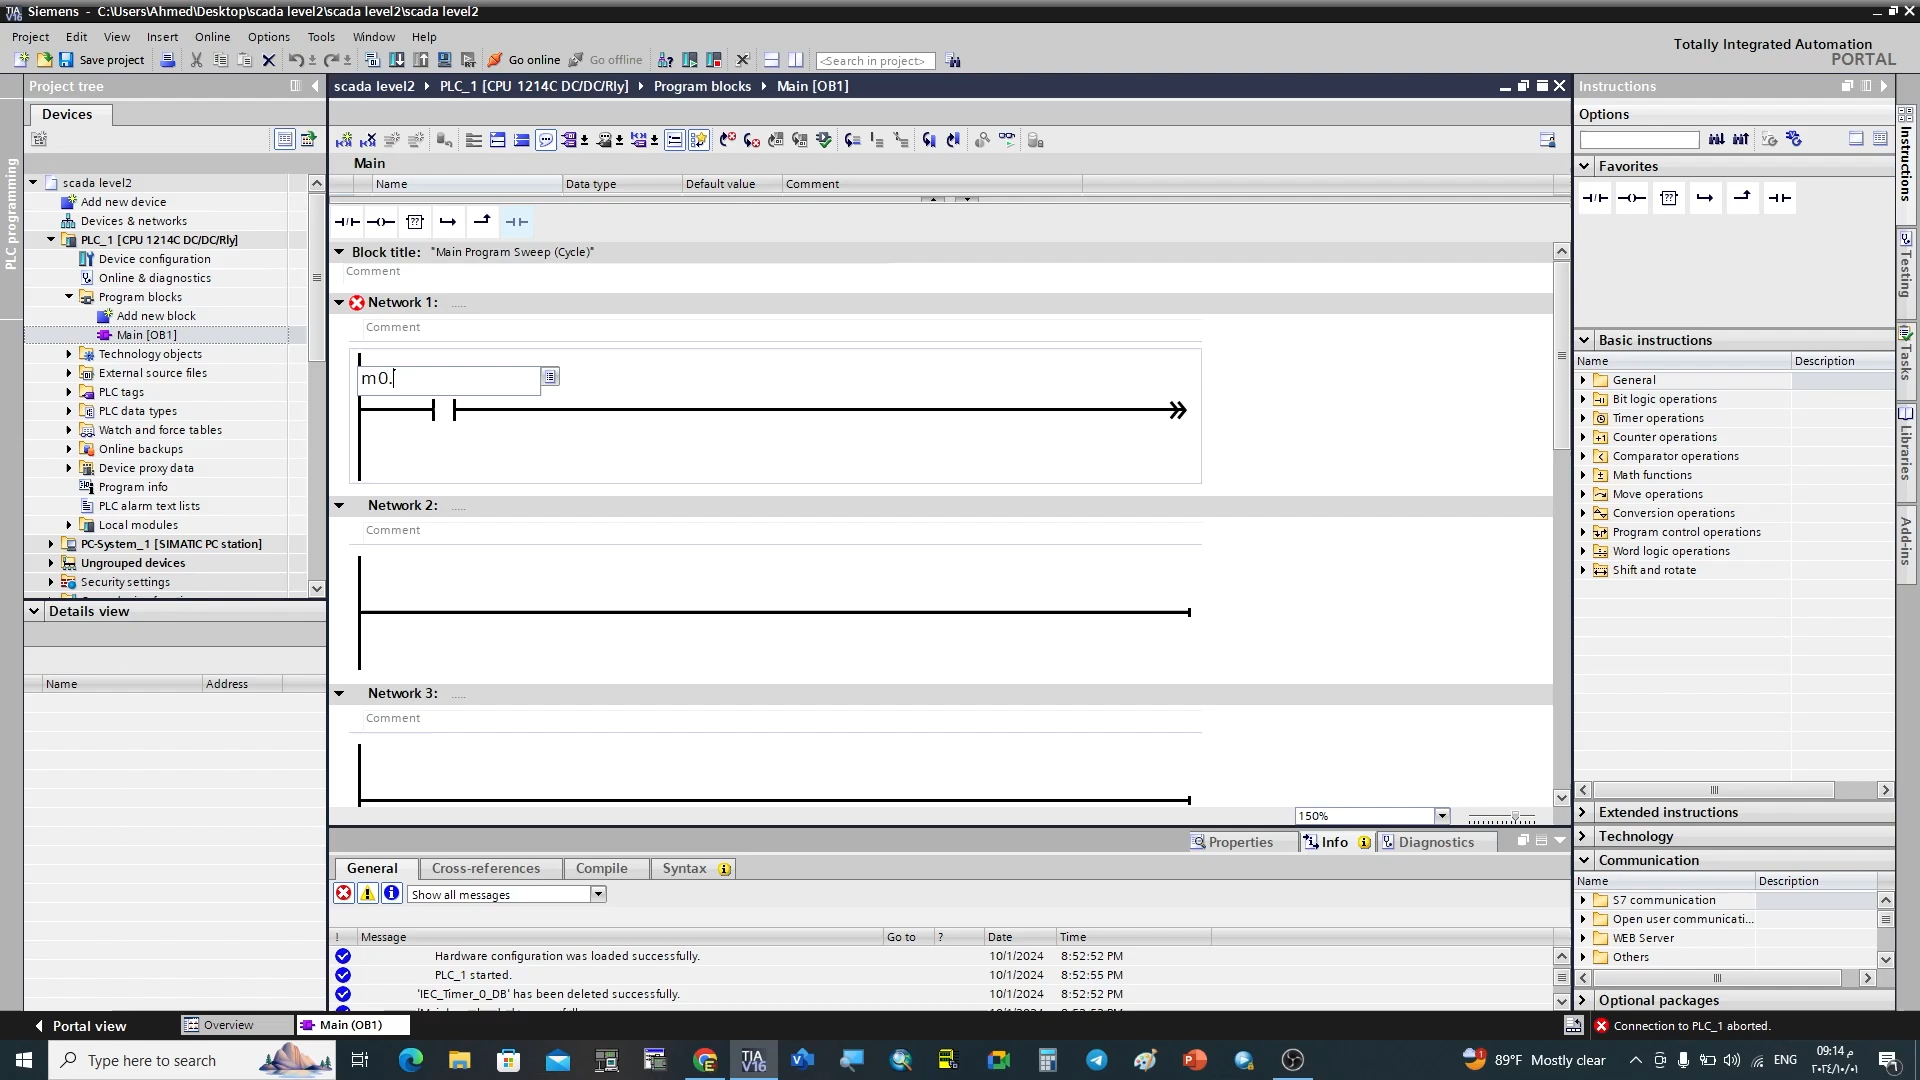 Siemens - C:\Users\Ahmed\Desktop\scada level2\scada level2\scada level2
Project Edit View Insert Online Options Tools Window Help
Totally Integrated Automation
PORTAL
Save project
Go online
Go offline
<Search in project>
Project tree
scada level2 PLC_1 [CPU 1214C DC/DC/Rly] Program blocks Main [OB1]
Instructions
Devices
Options
PLC programming
Main
Name Data type Default value Comment
Favorites
scada level2
Add new device
Devices & networks
PLC_1 [CPU 1214C DC/DC/Rly]
Device configuration
Online & diagnostics
Program blocks
Add new block
Main [OB1]
Technology objects
External source files
PLC tags
PLC data types
Watch and force tables
Online backups
Device proxy data
Program info
PLC alarm text lists
Local modules
PC-System_1 [SIMATIC PC station]
Ungrouped devices
Security settings
Details view
Name Address
Block title: "Main Program Sweep (Cycle)"
Comment
Network 1: .....
Comment
m0.
Network 2: .....
Comment
Network 3: .....
Comment
150%
Properties Info Diagnostics
General Cross-references Compile Syntax
Show all messages
! Message Go to ? Date Time
Hardware configuration was loaded successfully. 10/1/2024 8:52:52 PM
PLC_1 started. 10/1/2024 8:52:55 PM
'IEC_Timer_0_DB' has been deleted successfully. 10/1/2024 8:52:53 PM
Basic instructions
Name Description
General
Bit logic operations
Timer operations
Counter operations
Comparator operations
Math functions
Move operations
Conversion operations
Program control operations
Word logic operations
Shift and rotate
Extended instructions
Technology
Communication
Name Description
S7 communication
Open user communicati...
WEB Server
Others
Optional packages
Instructions
Testing
Tasks
Libraries
Add-ins
Portal view
Overview
Main (OB1)
Connection to PLC_1 aborted.
Type here to search
TIA
V16
89°F Mostly clear
ENG
09:14 م
٢٠٢٤/١٠/٠١